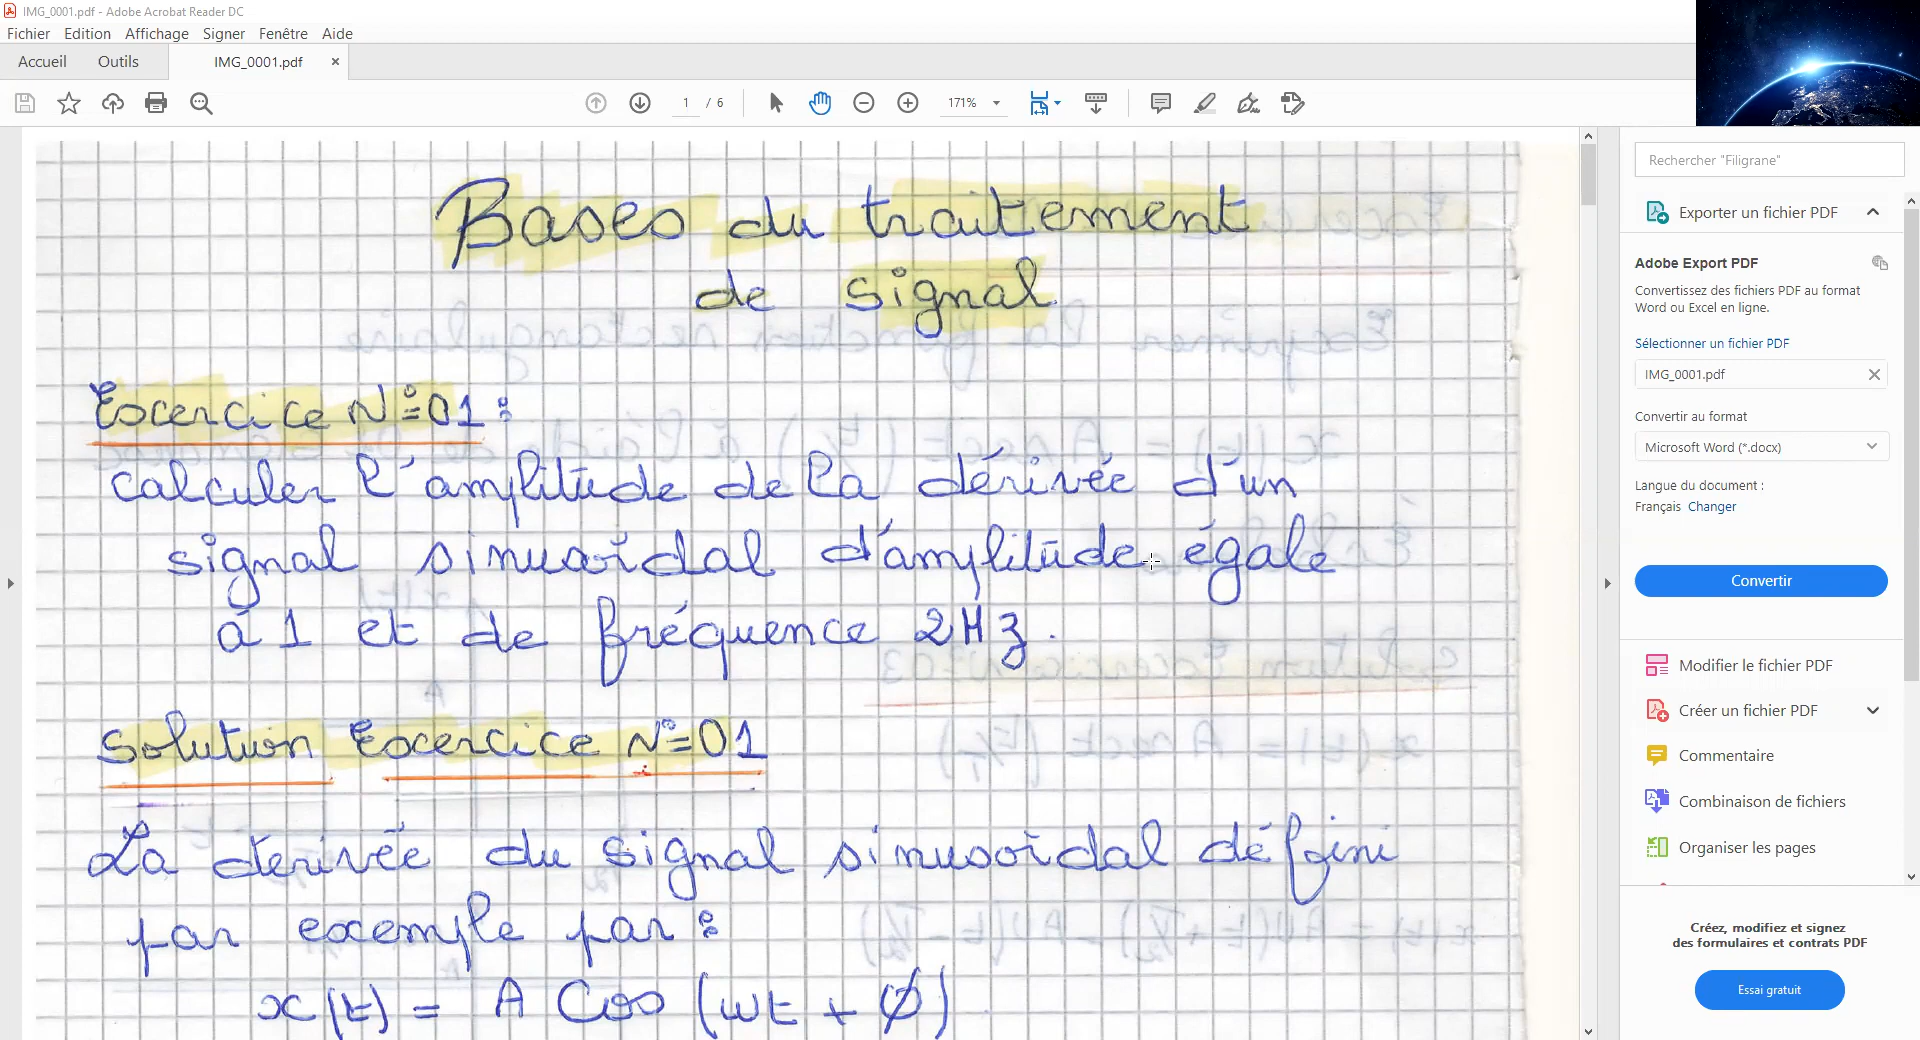 IMG_0001.pdf - Adobe Acrobat Reader DC
Fichier Edition Affichage Signer Fenêtre Aide
Accueil Outils IMG_0001.pdf ×
1 / 6 171%
Bases du traitement
de signal
Exercice N°=01:
calculer l'amplitude de la dérivée d'un
signal sinusoïdal d'amplitude égale
à 1 et de fréquence 2Hz.
Solution Exercice N°=01
La derivée du signal sinusoïdal défini
par exemple par:
x(t) = A Cos (wt + Ø)
Rechercher "Filigrane"
Exporter un fichier PDF
Adobe Export PDF
Convertissez des fichiers PDF au format
Word ou Excel en ligne.
Sélectionner un fichier PDF
IMG_0001.pdf
Convertir au format
Microsoft Word (*.docx)
Langue du document :
Français Changer
Convertir
Modifier le fichier PDF
Créer un fichier PDF
Commentaire
Combinaison de fichiers
Organiser les pages
Créez, modifiez et signez
des formulaires et contrats PDF
Essai gratuit